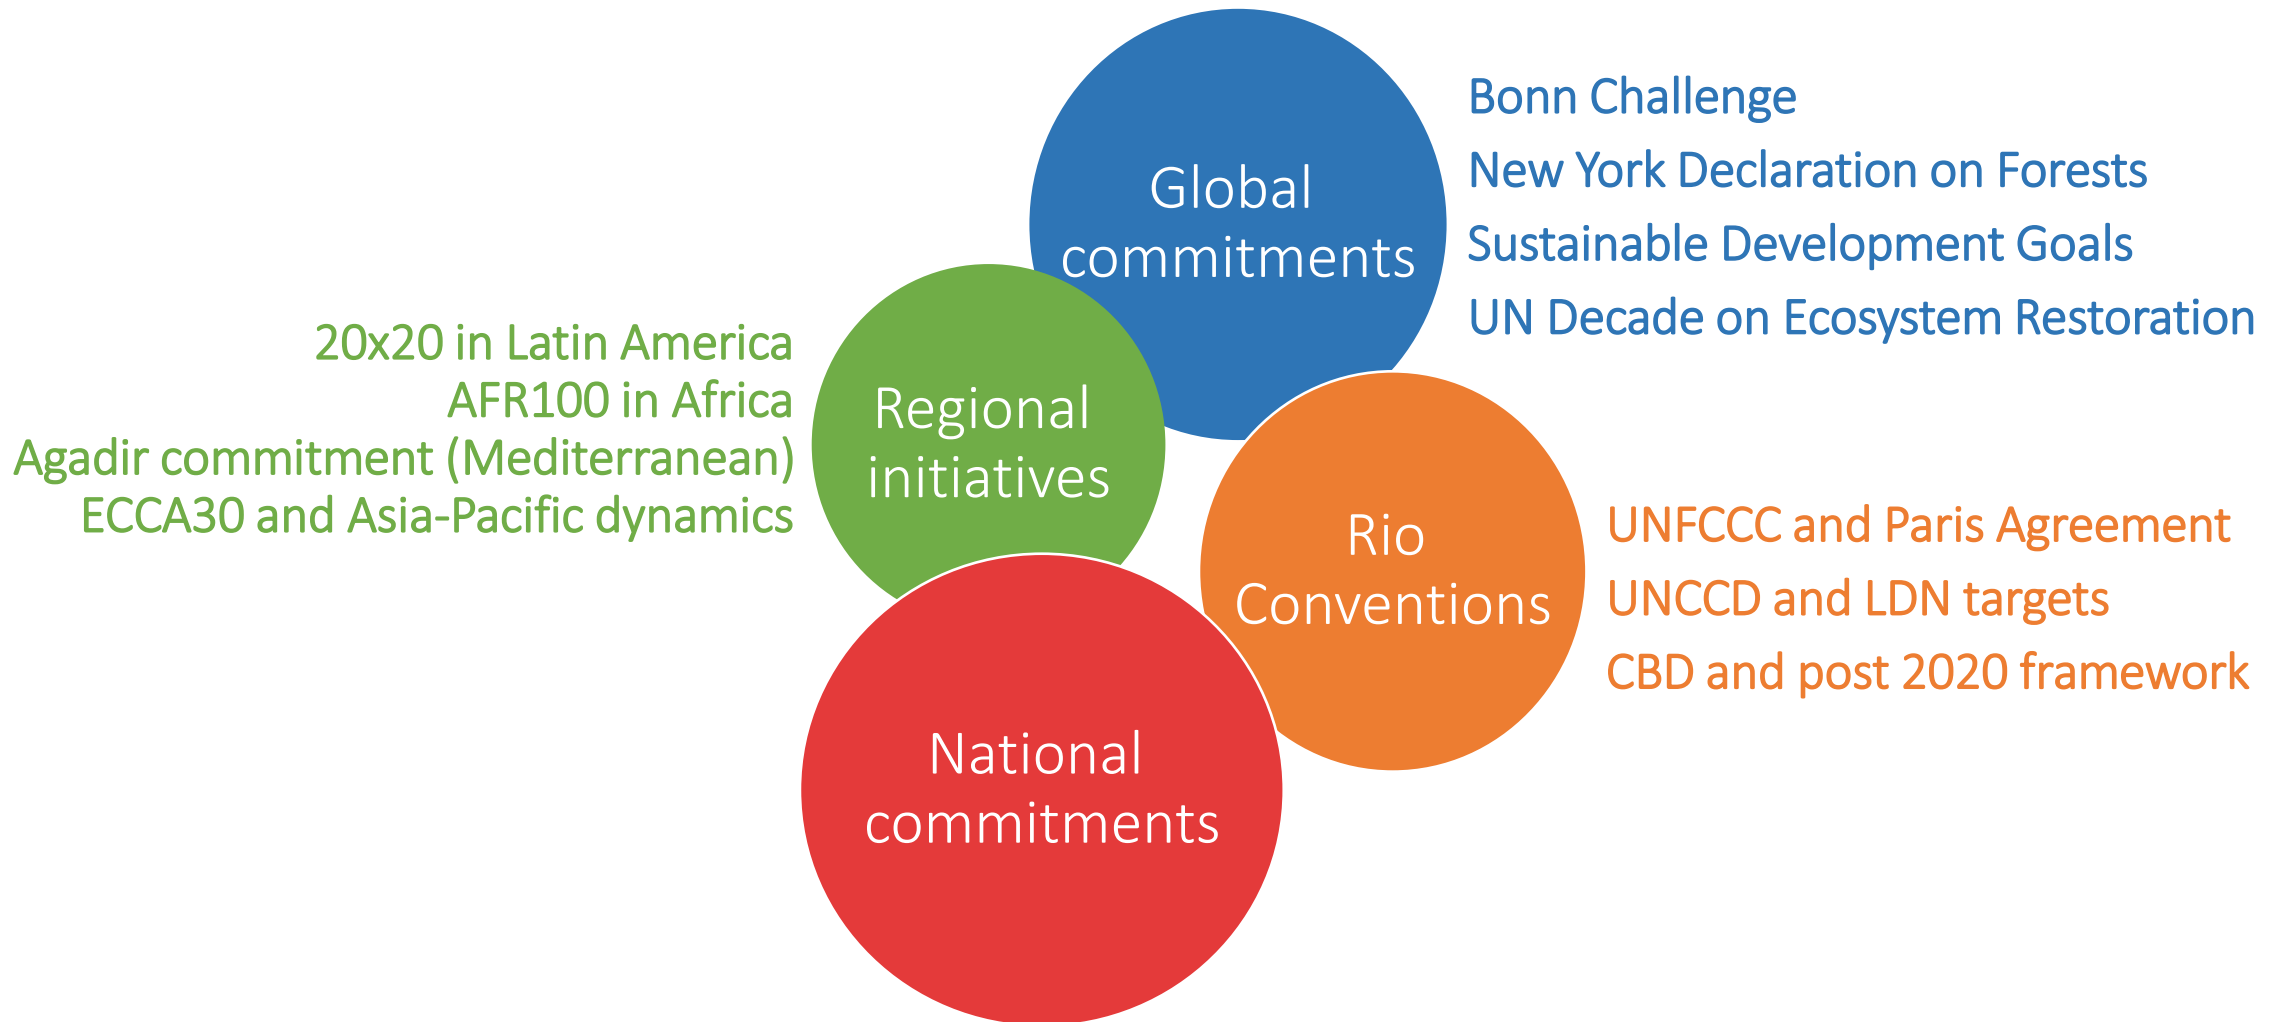 Global
commitments
Bonn Challenge
New York Declaration on Forests
Sustainable Development Goals
UN Decade on Ecosystem Restoration
20x20 in Latin America
AFR100 in Africa
Agadir commitment (Mediterranean)
ECCA30 and Asia-Pacific dynamics
Regional
initiatives
Rio
Conventions
UNFCCC and Paris Agreement
UNCCD and LDN targets
CBD and post 2020 framework
National
commitments